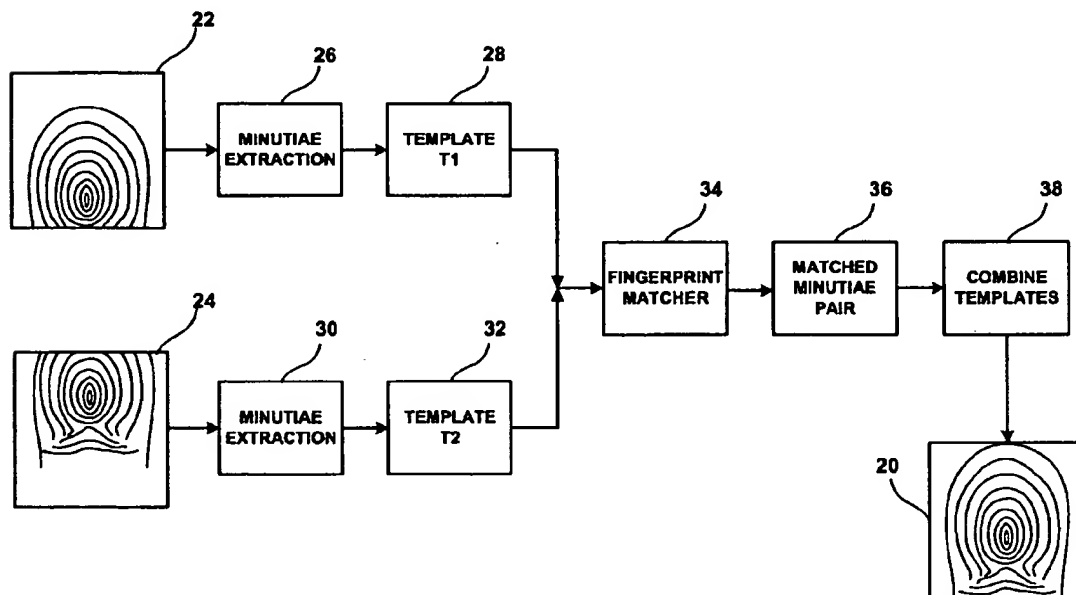 22
26
28
MINUTIAE
EXTRACTION
TEMPLATE
T1
34
36
38
FINGERPRINT
MATCHER
MATCHED
MINUTIAE
PAIR
COMBINE
TEMPLATES
24
30
32
MINUTIAE
EXTRACTION
TEMPLATE
T2
20